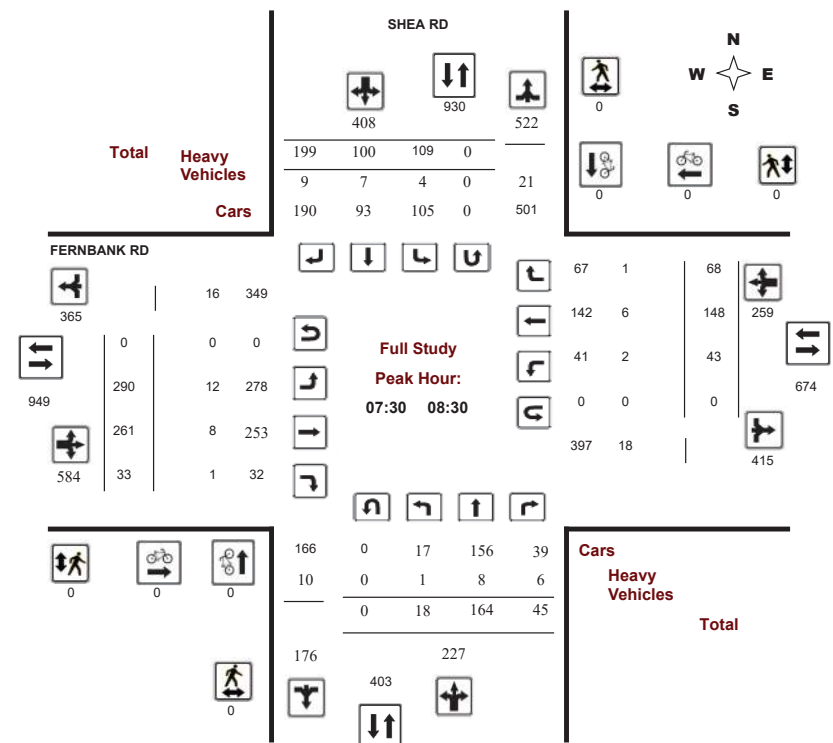 SHEA RD
N
W E
S
930
0
408
522
Total
Heavy
Vehicles
Cars
199 100 109 0
9 7 4 0 21
190 93 105 0 501
0 0 0
FERNBANK RD
365
16 349
0 0 0
290 12 278
949
261 8 253
584 33 1 32
Full Study
Peak Hour:
07:30 08:30
67 1 68
142 6 148 259
41 2 43
674
0 0 0
397 18
415
166 0 17 156 39
10 0 1 8 6
0 18 164 45
176 227
403
Cars
Heavy
Vehicles
Total
0 0 0
0